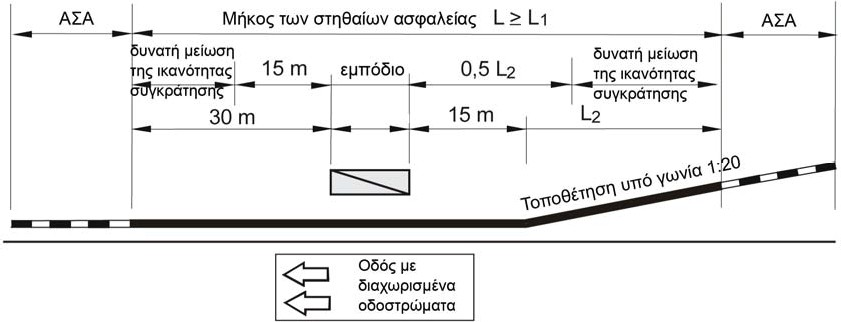 ΑΣΑ
Μήκος των στηθαίων ασφαλείας L ≥ L1
ΑΣΑ
δυνατή μείωση
της ικανότητας
συγκράτησης
15 m
εμπόδιο
0,5 L2
δυνατή μείωση
της ικανότητας
συγκράτησης
30 m
15 m
L2
Τοποθέτηση υπό γωνία 1:20
Οδός με
διαχωρισμένα
οδοστρώματα